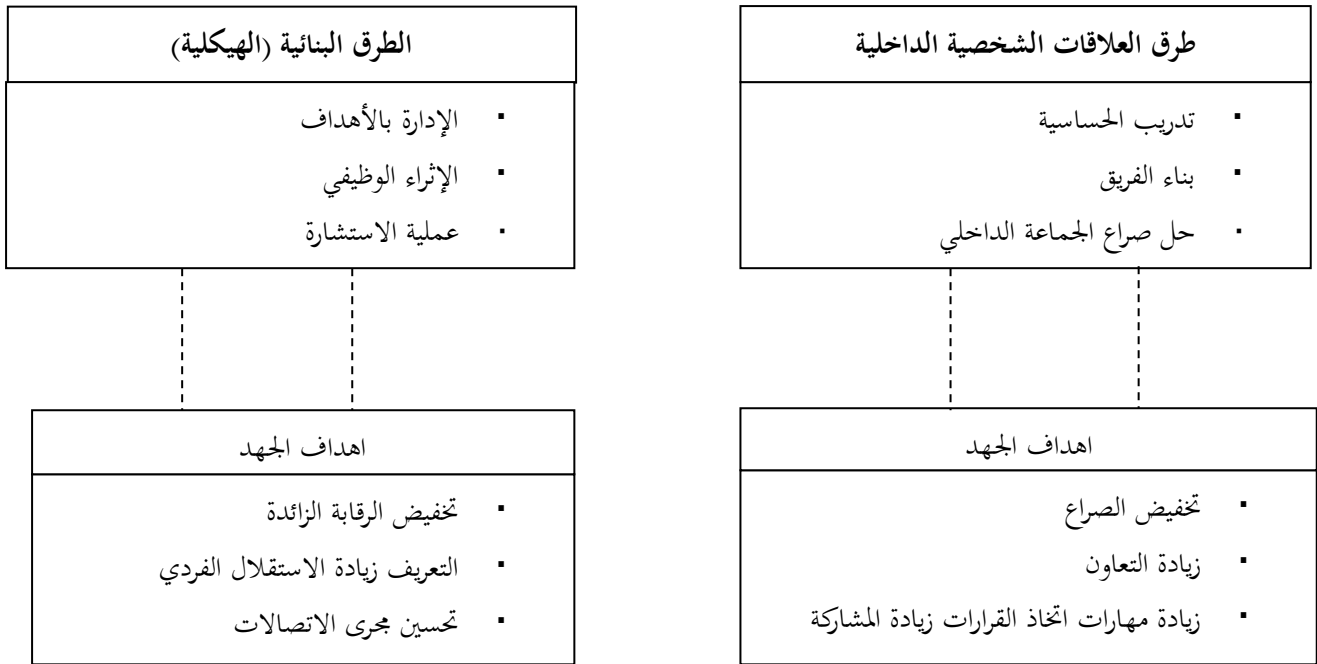 طرق العلاقات الشخصية الداخلية
▪ تدريب الحساسية
▪ بناء الفريق
▪ حل صراع الجماعة الداخلي
اهداف الجهد
▪ تخفيض الصراع
▪ زيادة التعاون
▪ زيادة مهارات اتخاذ القرارات زيادة المشاركة
الطرق البنائية (الهيكلية)
▪ الإدارة بالأهداف
▪ الإثراء الوظيفي
▪ عملية الاستشارة
اهداف الجهد
▪ تخفيض الرقابة الزائدة
▪ التعريف زيادة الاستقلال الفردي
▪ تحسين مجرى الاتصالات